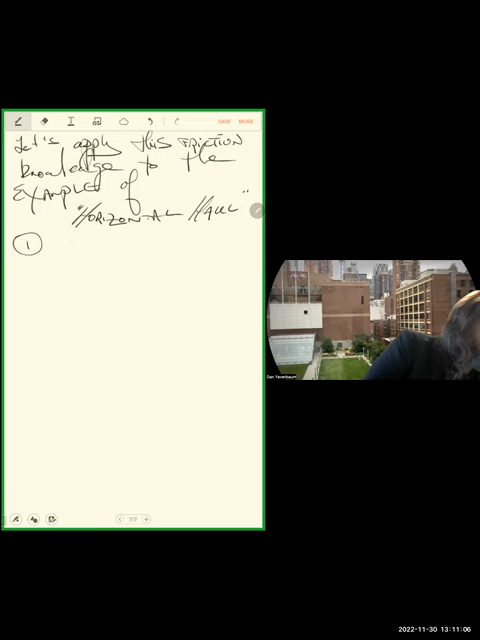 SAVE MORE
Let's apply this FRICTION
knowledge to the
EXAMPLE of
"HORIZONTAL HAUL"
1
Dan Yaverbaum
7/7
2022-11-30 13:11:06